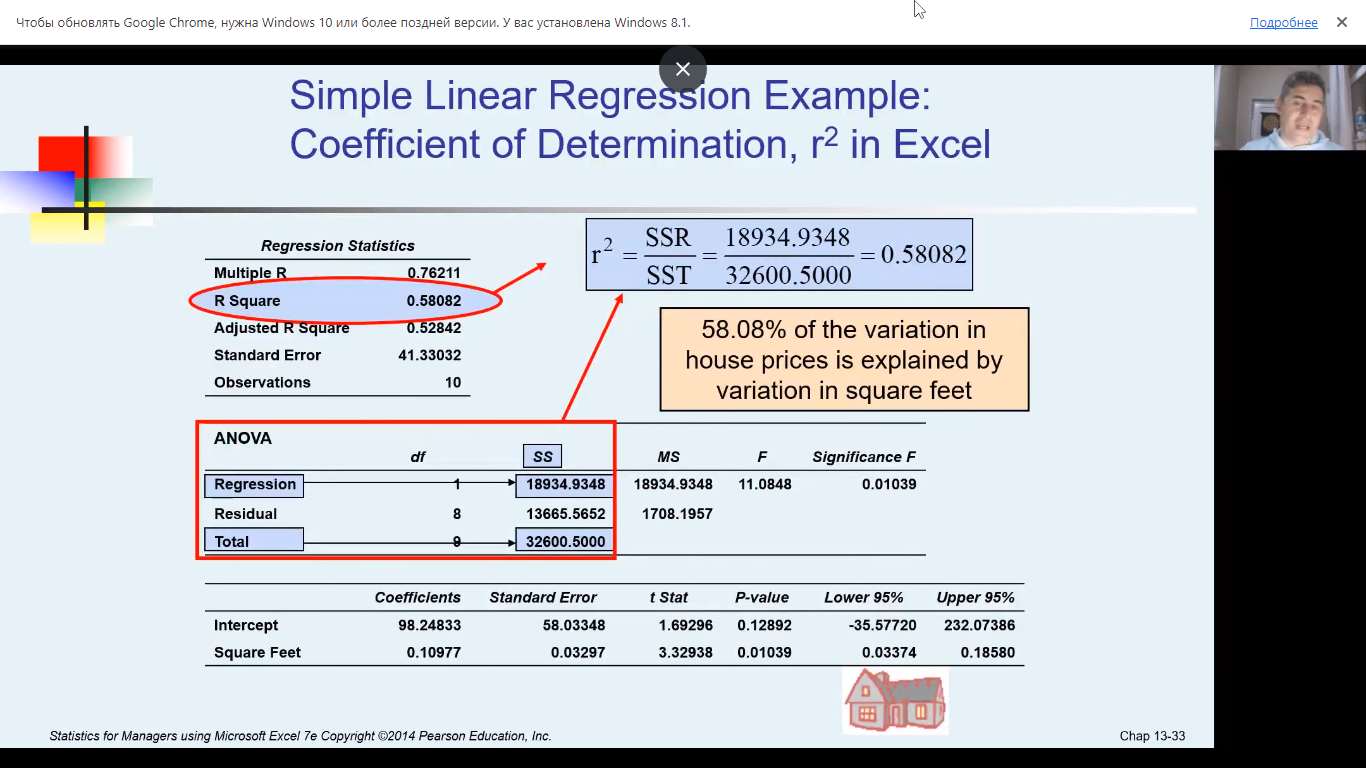 Чтобы обновлять Google Chrome, нужна Windows 10 или более поздней версии. У вас установлена Windows 8.1.
Подробнее
Simple Linear Regression Example:
Coefficient of Determination, r² in Excel
Regression Statistics
Multiple R 0.76211
R Square 0.58082
Adjusted R Square 0.52842
Standard Error 41.33032
Observations 10
r² = SSR / SST = 18934.9348 / 32600.5000 = 0.58082
58.08% of the variation in
house prices is explained by
variation in square feet
ANOVA
df SS MS F Significance F
Regression 1 18934.9348 18934.9348 11.0848 0.01039
Residual 8 13665.5652 1708.1957
Total 9 32600.5000
Coefficients Standard Error t Stat P-value Lower 95% Upper 95%
Intercept 98.24833 58.03348 1.69296 0.12892 -35.57720 232.07386
Square Feet 0.10977 0.03297 3.32938 0.01039 0.03374 0.18580
Statistics for Managers using Microsoft Excel 7e Copyright ©2014 Pearson Education, Inc.
Chap 13-33